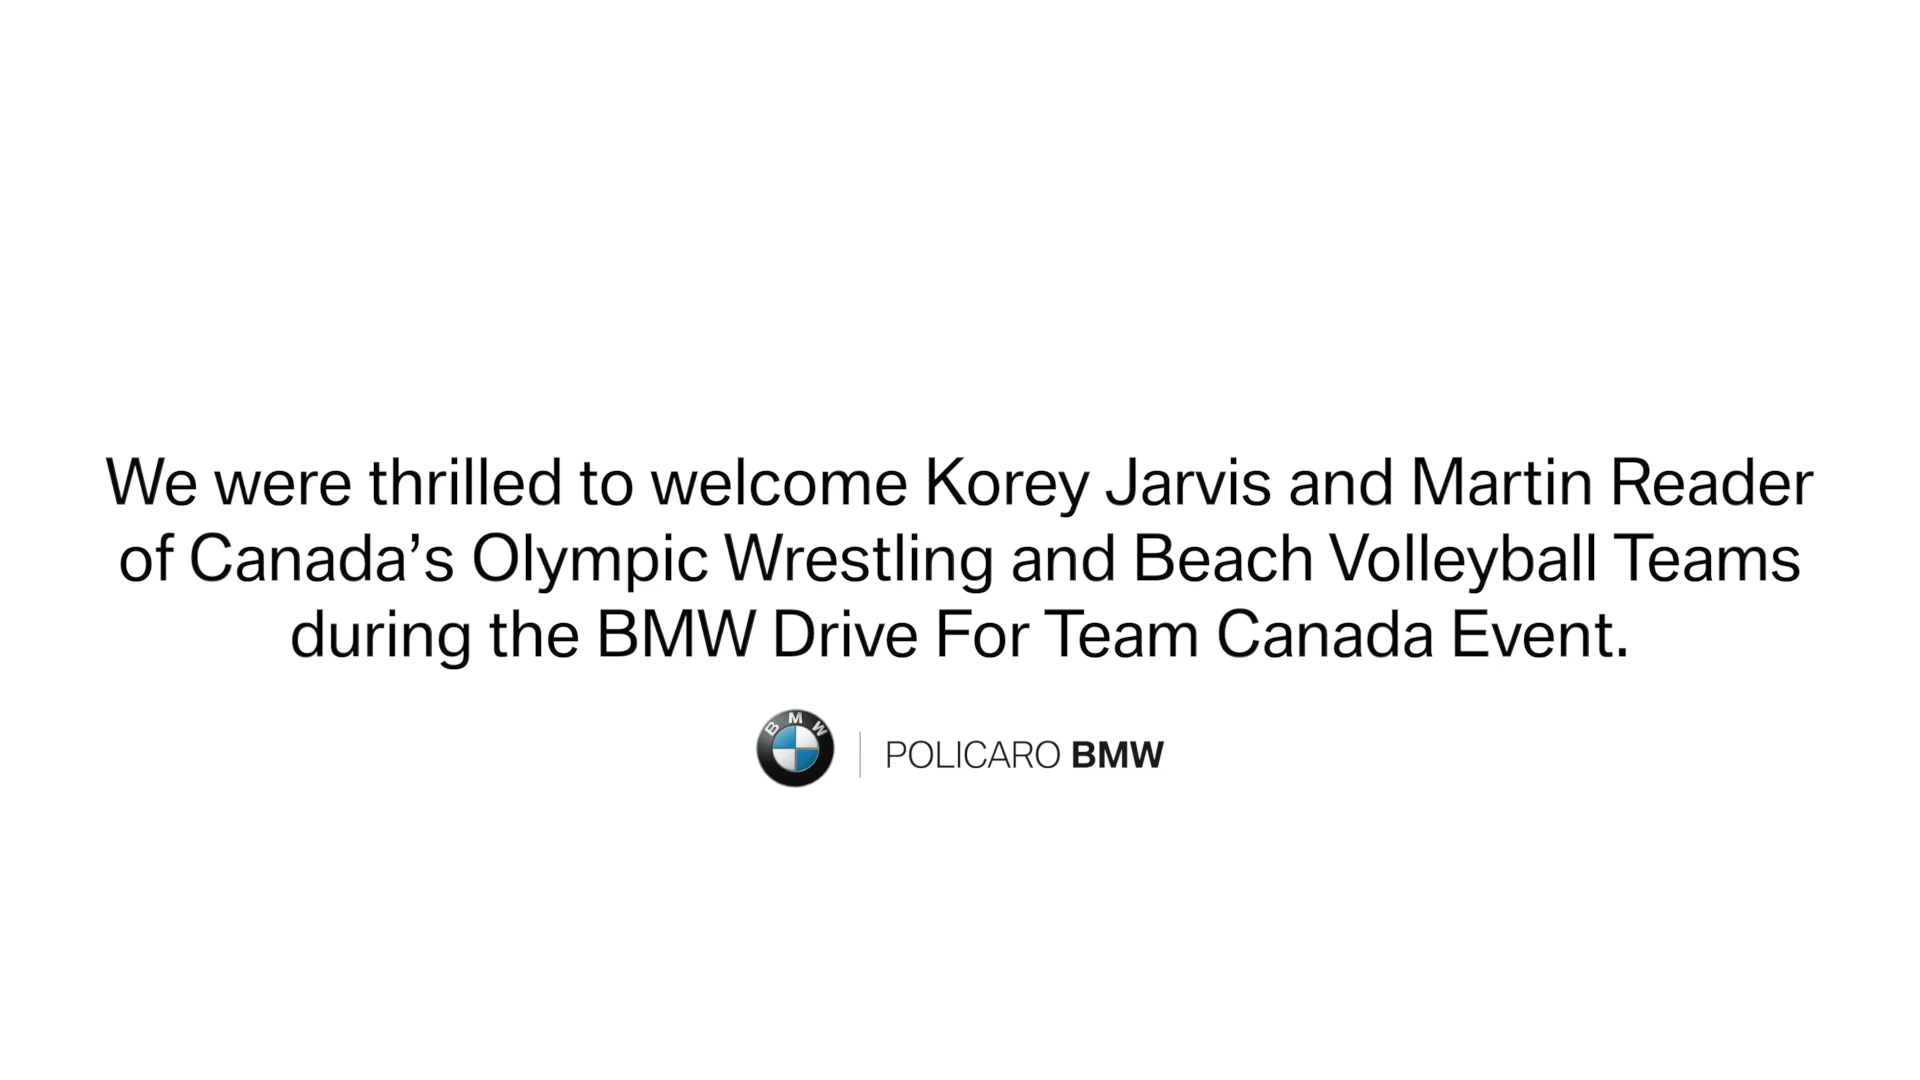 We were thrilled to welcome Korey Jarvis and Martin Reader
of Canada’s Olympic Wrestling and Beach Volleyball Teams
during the BMW Drive For Team Canada Event.
BMW
POLICARO BMW